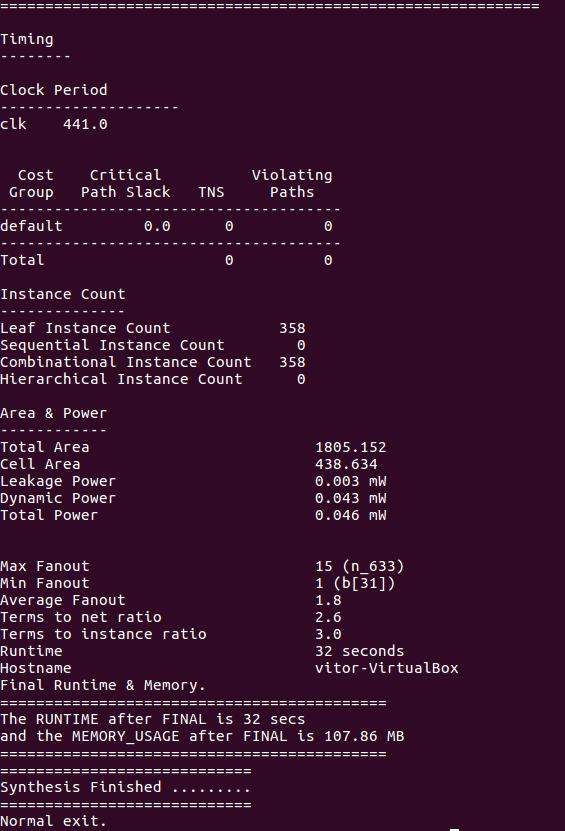 ============================================================
Timing
--------
Clock Period
--------------------
clk    441.0
  Cost    Critical          Violating
 Group   Path Slack   TNS     Paths
--------------------------------------
default         0.0      0          0
--------------------------------------
Total                    0          0
Instance Count
--------------
Leaf Instance Count            358
Sequential Instance Count        0
Combinational Instance Count   358
Hierarchical Instance Count      0
Area & Power
------------
Total Area                         1805.152
Cell Area                          438.634
Leakage Power                      0.003 mW
Dynamic Power                      0.043 mW
Total Power                        0.046 mW
Max Fanout                         15 (n_633)
Min Fanout                         1 (b[31])
Average Fanout                     1.8
Terms to net ratio                 2.6
Terms to instance ratio            3.0
Runtime                            32 seconds
Hostname                           vitor-VirtualBox
Final Runtime & Memory.
===========================================
The RUNTIME after FINAL is 32 secs
and the MEMORY_USAGE after FINAL is 107.86 MB
===========================================
============================
Synthesis Finished .........
============================
Normal exit.